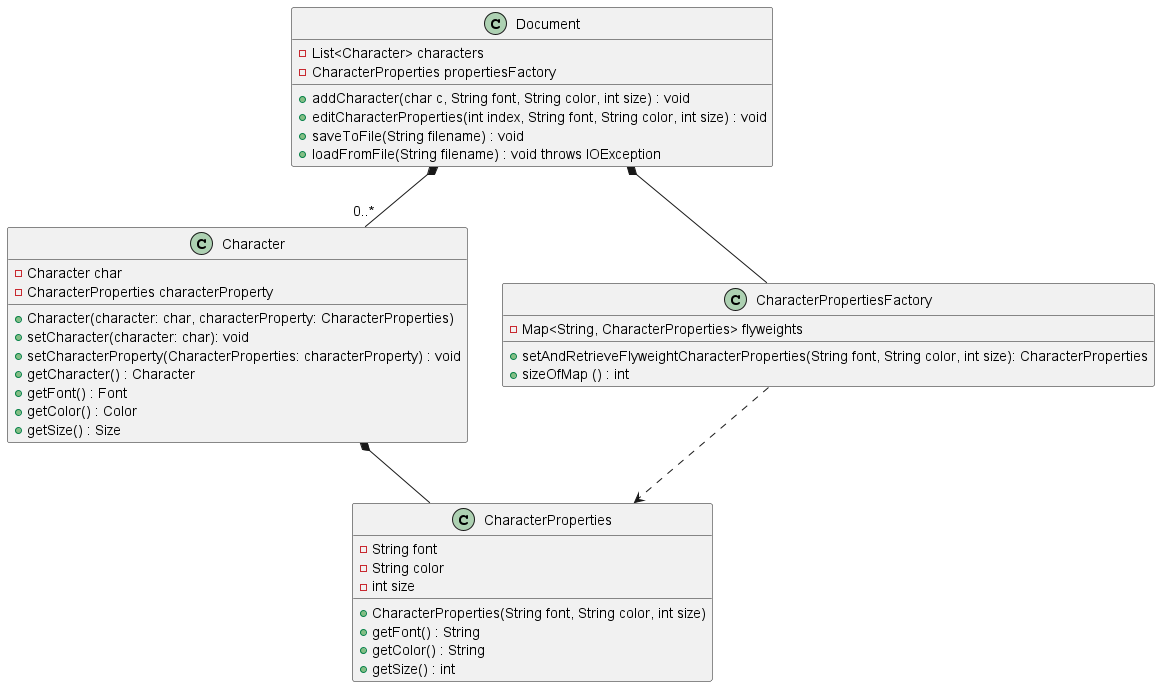 C Document
List<Character> characters
CharacterProperties propertiesFactory
addCharacter(char c, String font, String color, int size) : void
editCharacterProperties(int index, String font, String color, int size) : void
saveToFile(String filename) : void
loadFromFile(String filename) : void throws IOException
0..*
C Character
Character char
CharacterProperties characterProperty
Character(character: char, characterProperty: CharacterProperties)
setCharacter(character: char): void
setCharacterProperty(CharacterProperties: characterProperty) : void
getCharacter() : Character
getFont() : Font
getColor() : Color
getSize() : Size
C CharacterPropertiesFactory
Map<String, CharacterProperties> flyweights
setAndRetrieveFlyweightCharacterProperties(String font, String color, int size): CharacterProperties
sizeOfMap () : int
C CharacterProperties
String font
String color
int size
CharacterProperties(String font, String color, int size)
getFont() : String
getColor() : String
getSize() : int